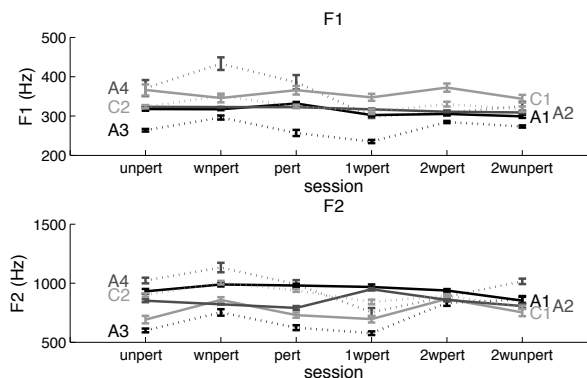 F1
500
400
300
200
F1 (Hz)
A4
C2
A3
C1
A1
A2
unpert wnpert pert 1wpert 2wpert 2wunpert
session
F2
1500
1000
500
F2 (Hz)
A4
C2
A3
A1
A2
C1
unpert wnpert pert 1wpert 2wpert 2wunpert
session